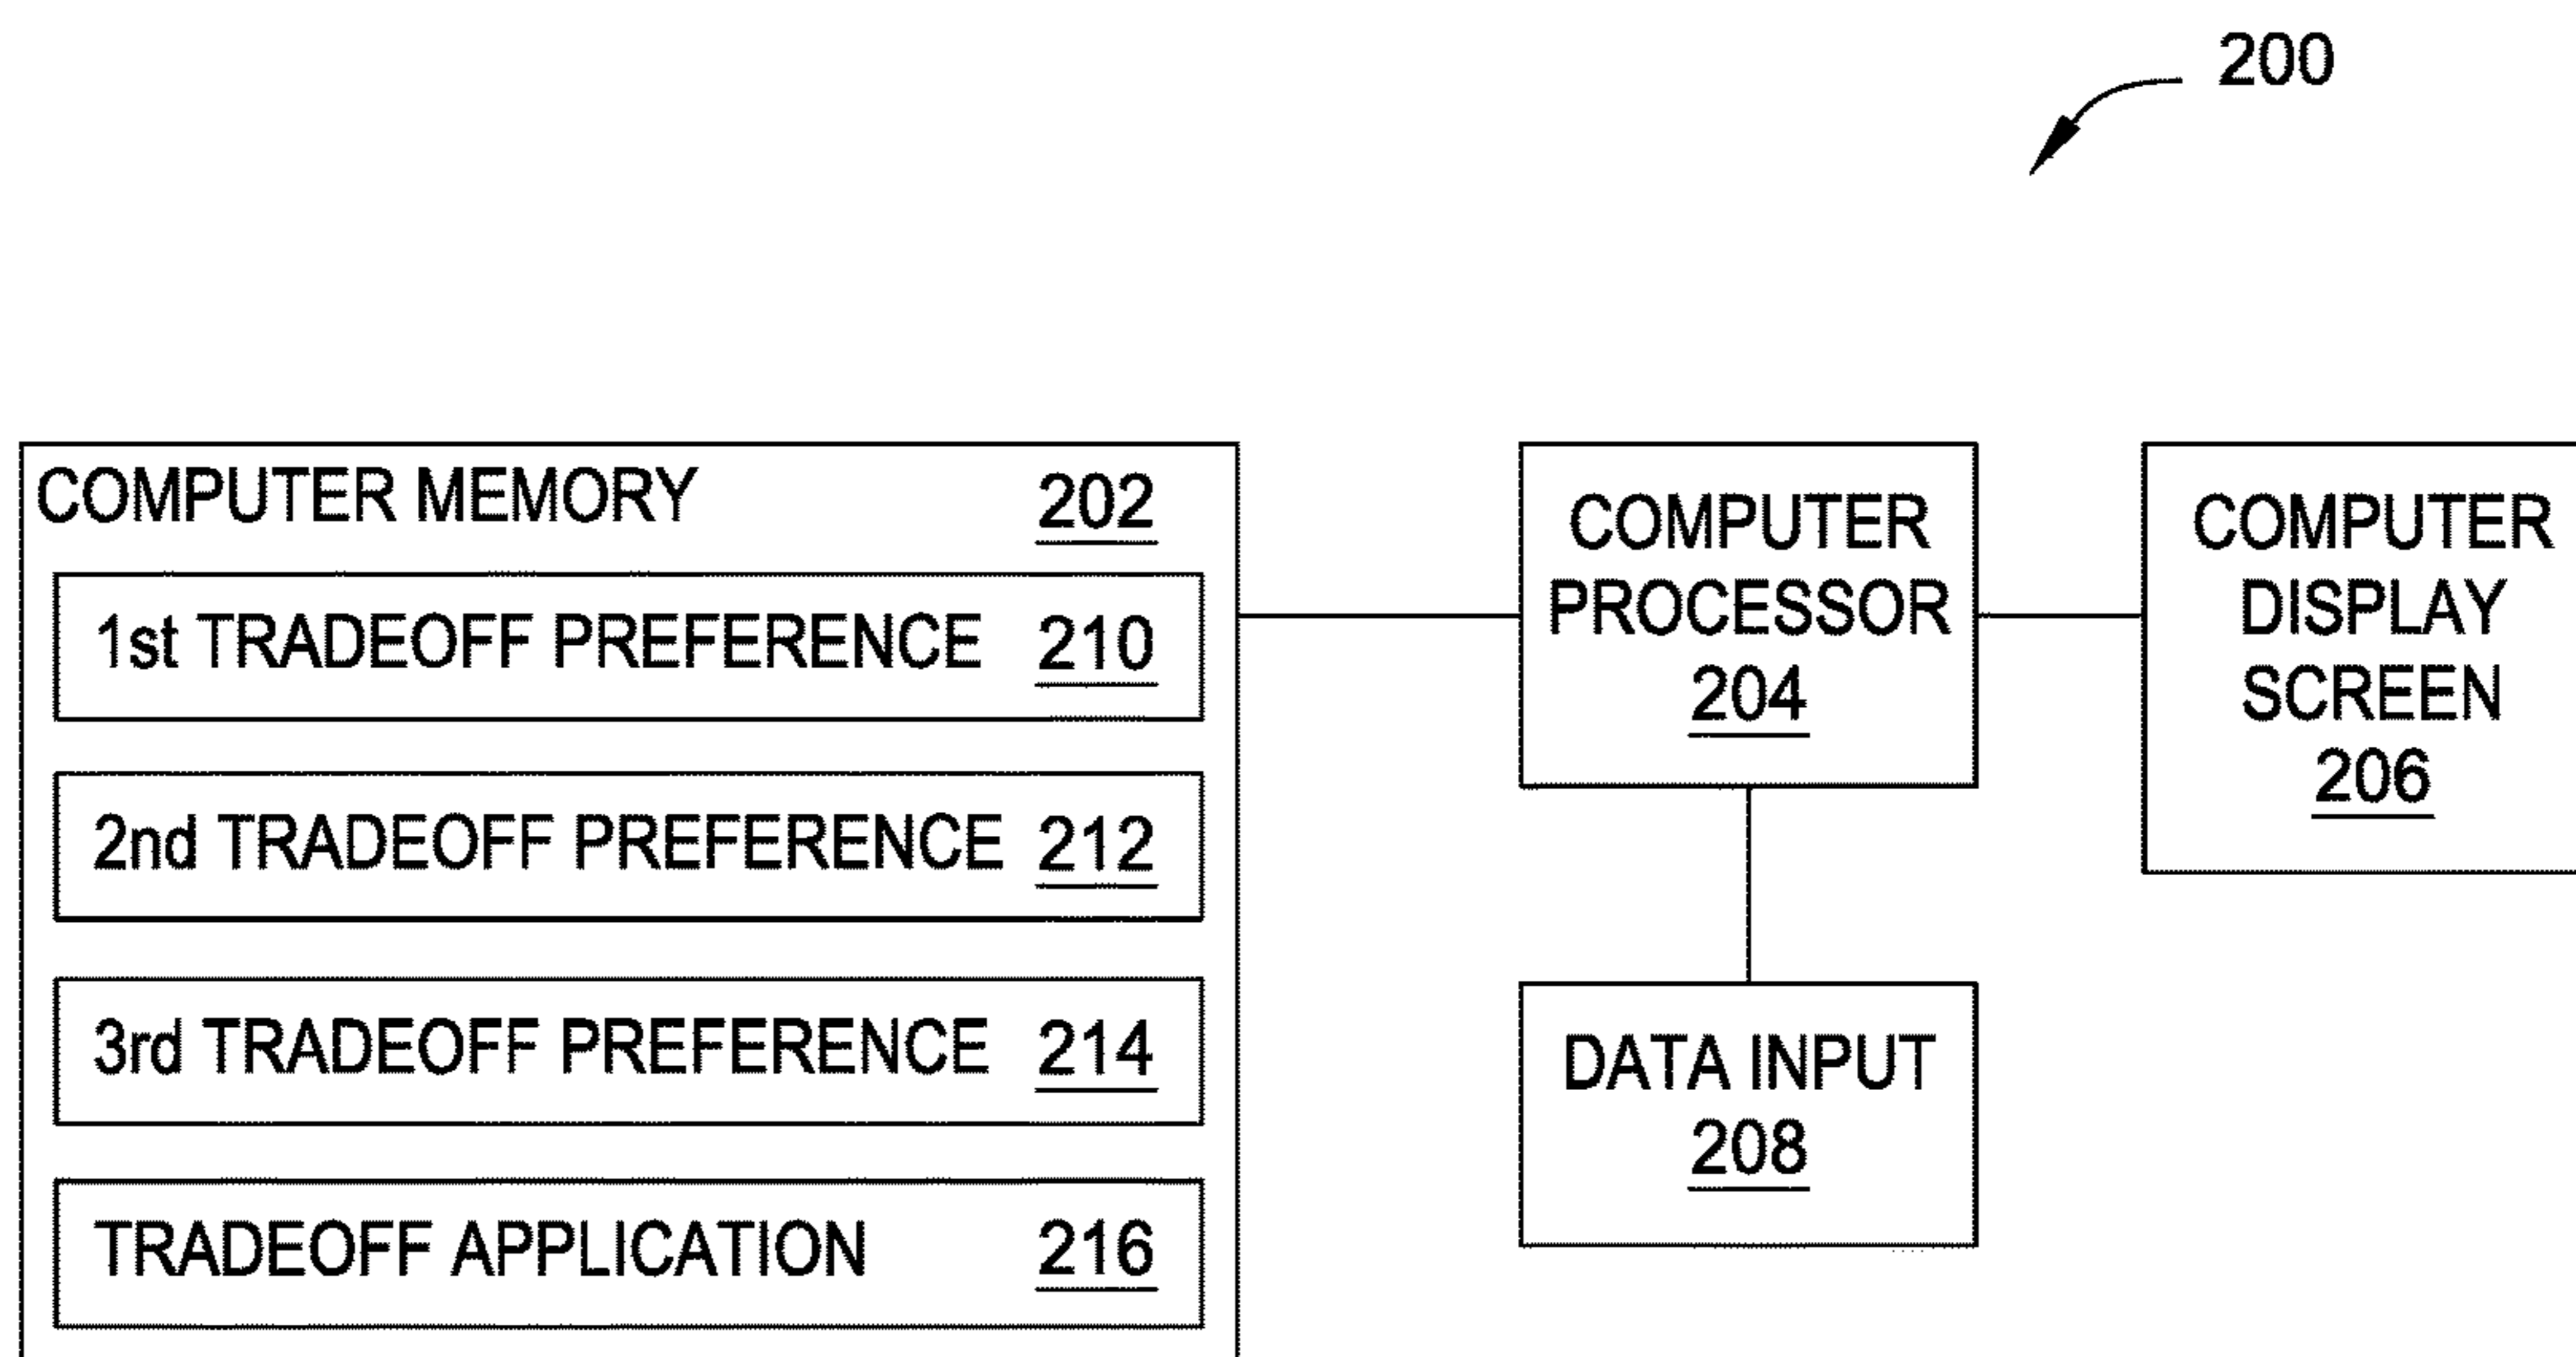 200
COMPUTER MEMORY 202
1st TRADEOFF PREFERENCE 210
2nd TRADEOFF PREFERENCE 212
3rd TRADEOFF PREFERENCE 214
TRADEOFF APPLICATION 216
COMPUTER
PROCESSOR
204
DATA INPUT
208
COMPUTER
DISPLAY
SCREEN
206